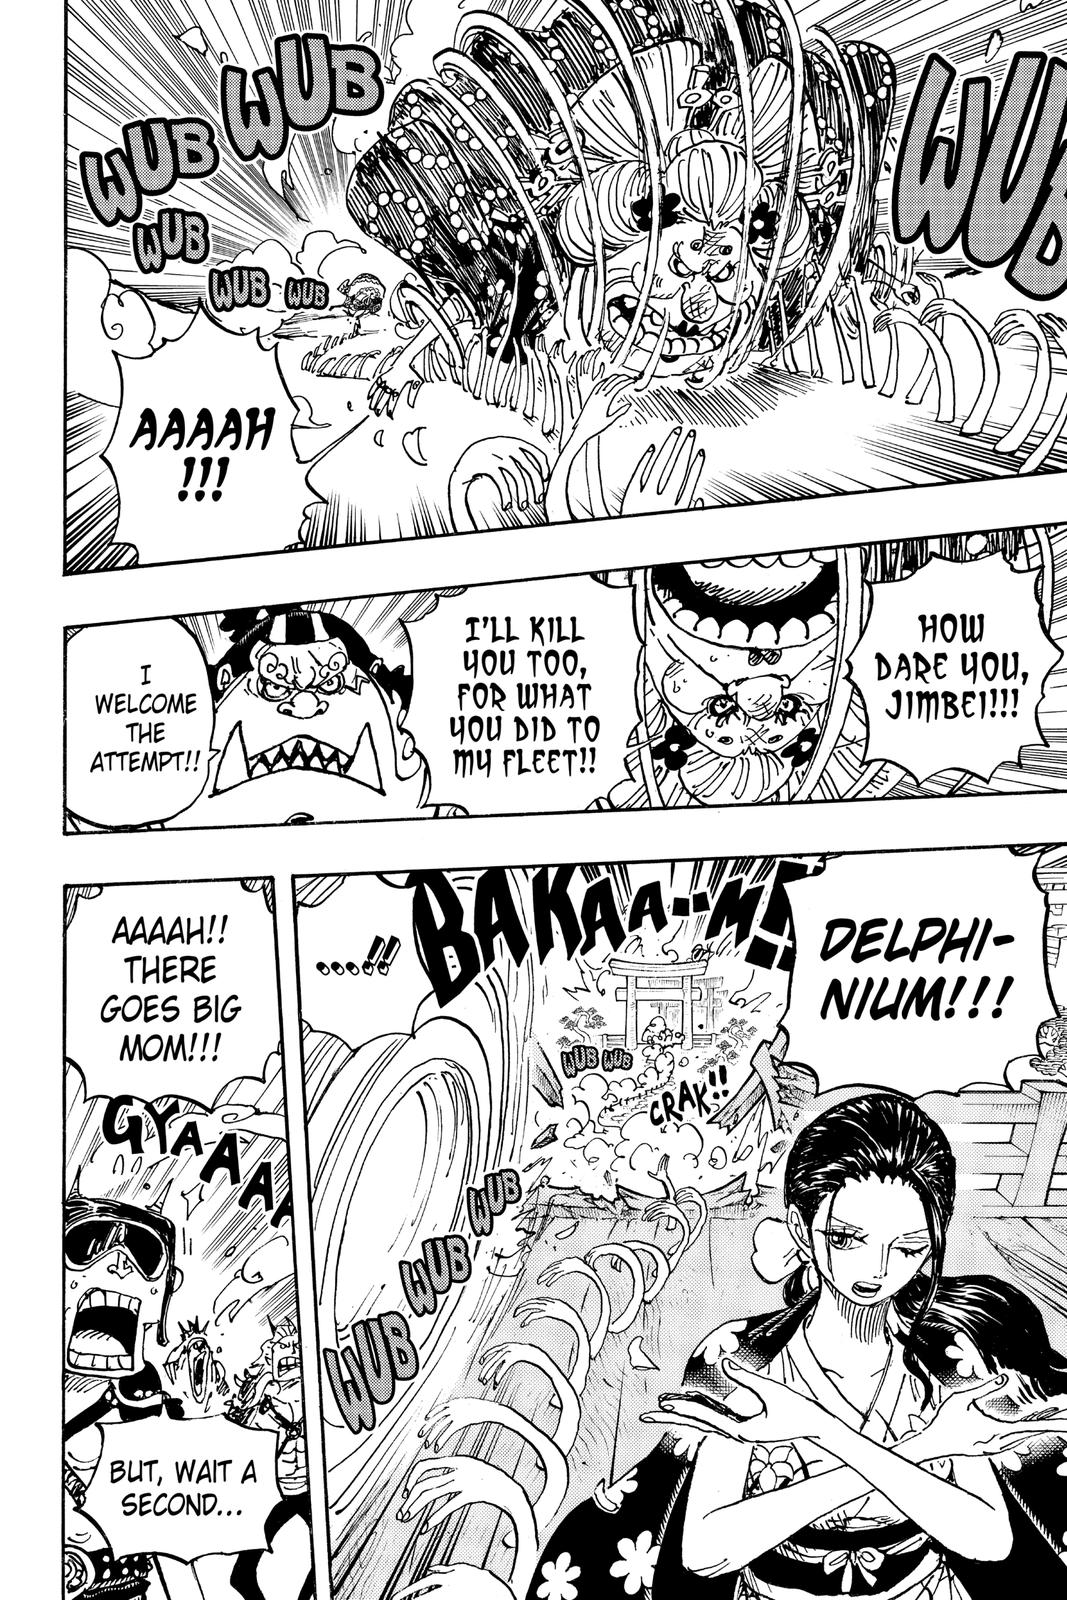 WUB
WUB
WUB
WUB
WUB
WUB
WUB
AAAAH
!!!
HOW
DARE YOU,
JIMBEI!!!
I'LL KILL
YOU TOO,
FOR WHAT
YOU DID TO
MY FLEET!!
I
WELCOME
THE
ATTEMPT!!
DELPHI-
NIUM!!!
BAKAA--M!!
.....!!
WUB WUB
CRAK!!
WUB
WUB
WUB
AAAAH!!
THERE
GOES BIG
MOM!!!
GYAAAA
BUT, WAIT A
SECOND...